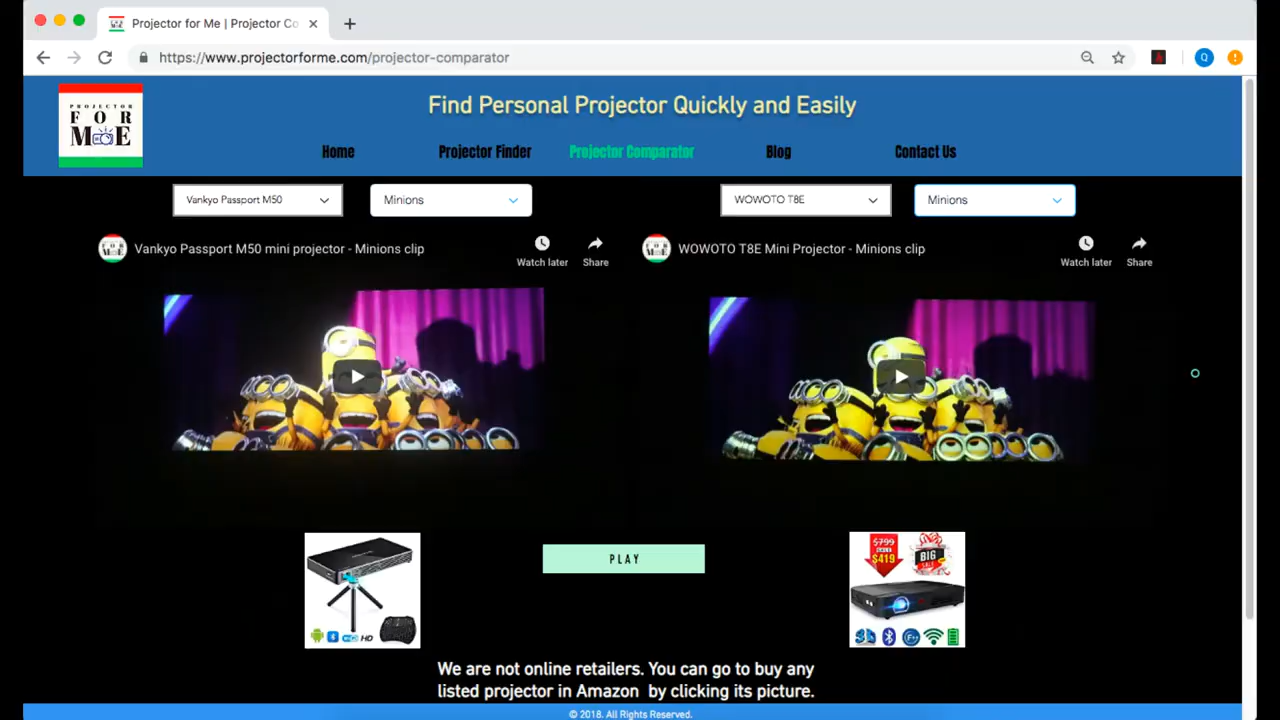 Projector for Me | Projector Co
https://www.projectorforme.com/projector-comparator
Q
PROJECTOR
FOR
ME
Find Personal Projector Quickly and Easily
Home
Projector Finder
Projector Comparator
Blog
Contact Us
Vankyo Passport M50
Minions
WOWOTO T8E
Minions
Vankyo Passport M50 mini projector - Minions clip
Watch later
Share
WOWOTO T8E Mini Projector - Minions clip
Watch later
Share
HD
PLAY
$799
$419
BIG
SALE
3D
We are not online retailers. You can go to buy any
listed projector in Amazon by clicking its picture.
© 2018. All Rights Reserved.